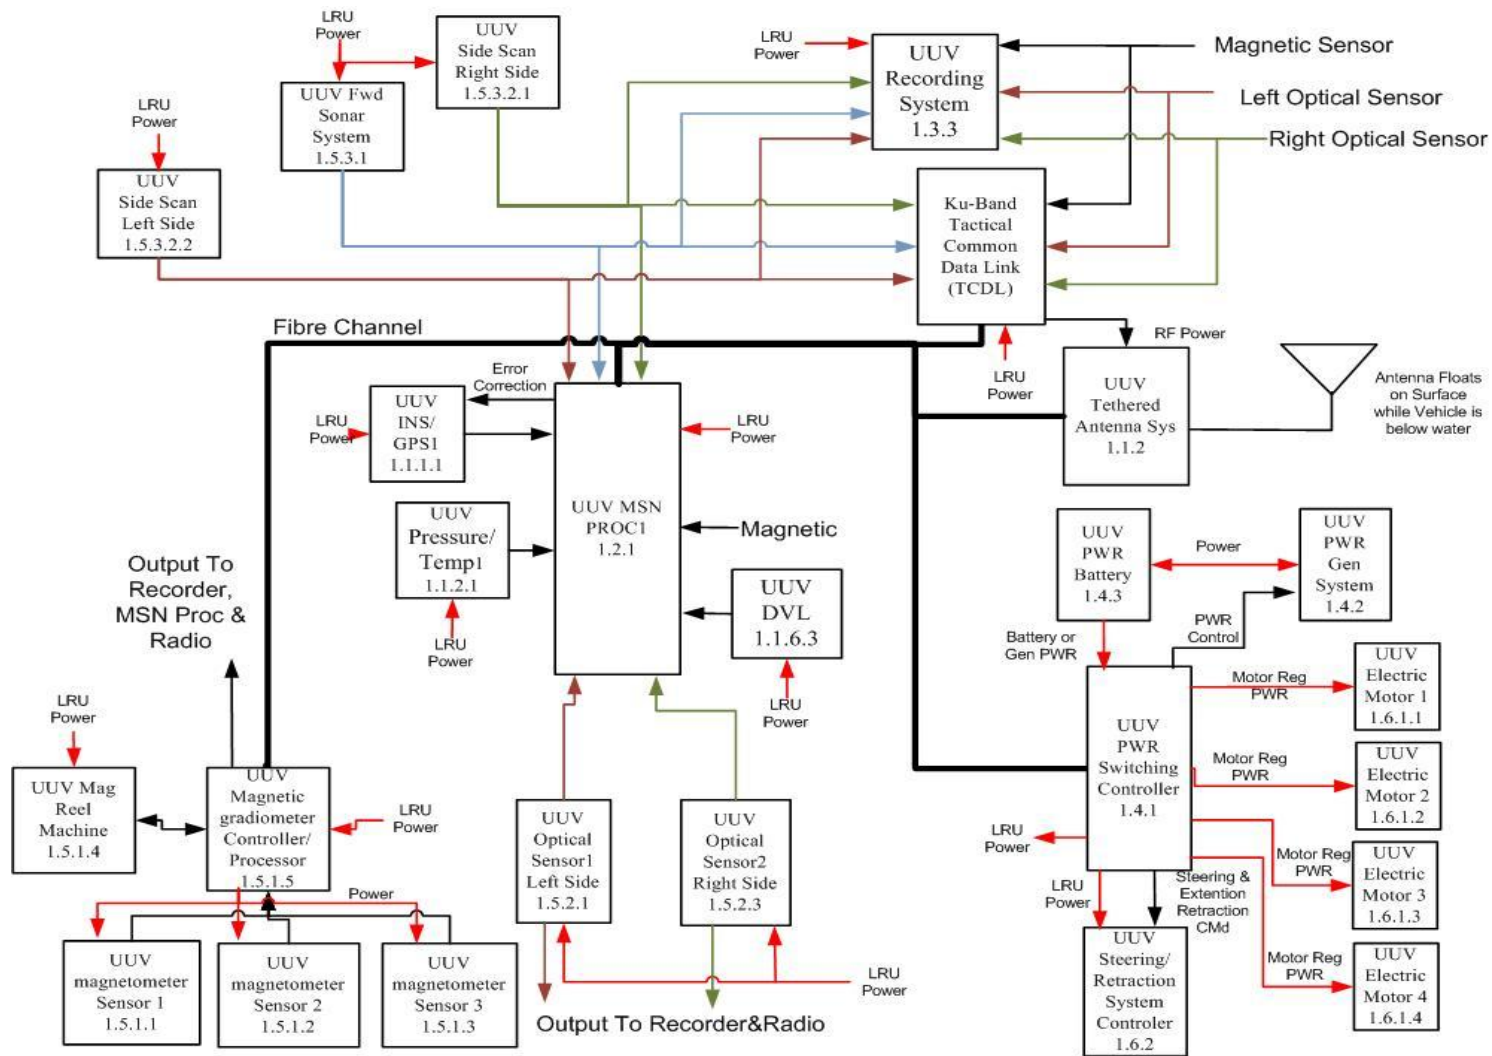 LRU
Power
UUV
Side Scan
Right Side
1.5.3.2.1
LRU
Power
UUV
Recording
System
1.3.3
Magnetic Sensor
Left Optical Sensor
Right Optical Sensor
UUV Fwd
Sonar
System
1.5.3.1
LRU
Power
UUV
Side Scan
Left Side
1.5.3.2.2
Ku-Band
Tactical
Common
Data Link
(TCDL)
Fibre Channel
RF Power
LRU
Power
UUV
Tethered
Antenna Sys
1.1.2
Antenna Floats
on Surface
while Vehicle is
below water
Error
Correction
UUV
INS/
GPS1
1.1.1.1
LRU
Power
LRU
Power
UUV MSN
PROC1
1.2.1
Magnetic
UUV
Pressure/
Temp1
1.1.2.1
LRU
Power
UUV
DVL
1.1.6.3
LRU
Power
UUV
PWR
Battery
1.4.3
Power
UUV
PWR
Gen
System
1.4.2
Battery or
Gen PWR
PWR
Control
Output To
Recorder,
MSN Proc &
Radio
UUV
PWR
Switching
Controller
1.4.1
Motor Reg
PWR
UUV
Electric
Motor 1
1.6.1.1
Motor Reg
PWR
UUV
Electric
Motor 2
1.6.1.2
Motor Reg
PWR
UUV
Electric
Motor 3
1.6.1.3
Motor Reg
PWR
UUV
Electric
Motor 4
1.6.1.4
LRU
Power
LRU
Power
Steering &
Extention
Retraction
CMd
UUV
Steering/
Retraction
System
Controler
1.6.2
LRU
Power
UUV Mag
Reel
Machine
1.5.1.4
UUV
Magnetic
gradiometer
Controller/
Processor
1.5.1.5
LRU
Power
Power
UUV
magnetometer
Sensor 1
1.5.1.1
UUV
magnetometer
Sensor 2
1.5.1.2
UUV
magnetometer
Sensor 3
1.5.1.3
UUV
Optical
Sensor1
Left Side
1.5.2.1
UUV
Optical
Sensor2
Right Side
1.5.2.3
LRU
Power
Output To Recorder&Radio